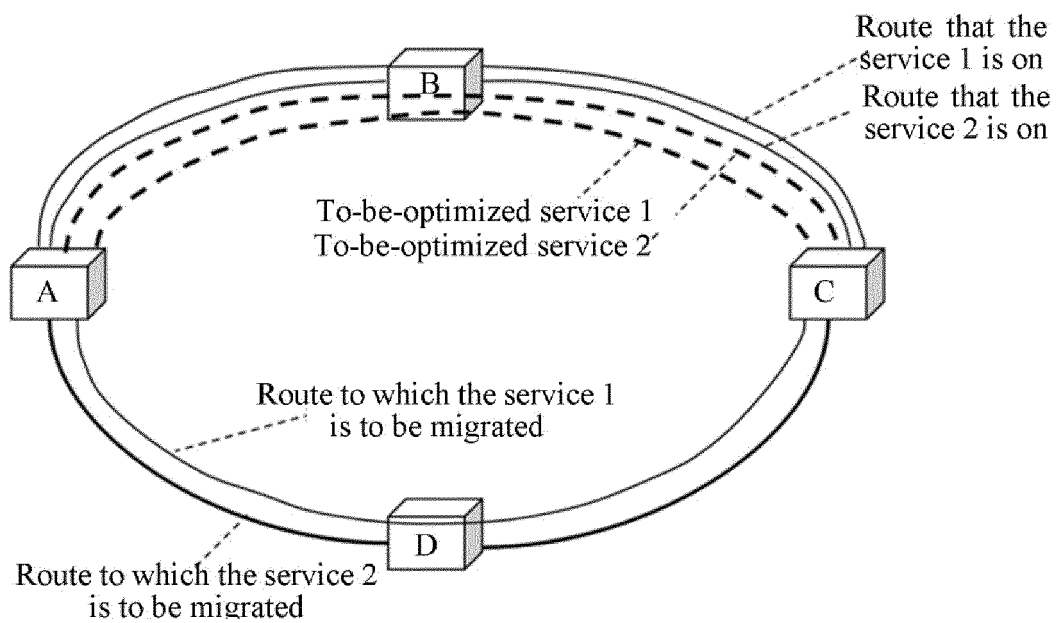 Route that the
service 1 is on
Route that the
service 2 is on
B
To-be-optimized service 1
To-be-optimized service 2
A
C
Route to which the service 1
is to be migrated
D
Route to which the service 2
is to be migrated